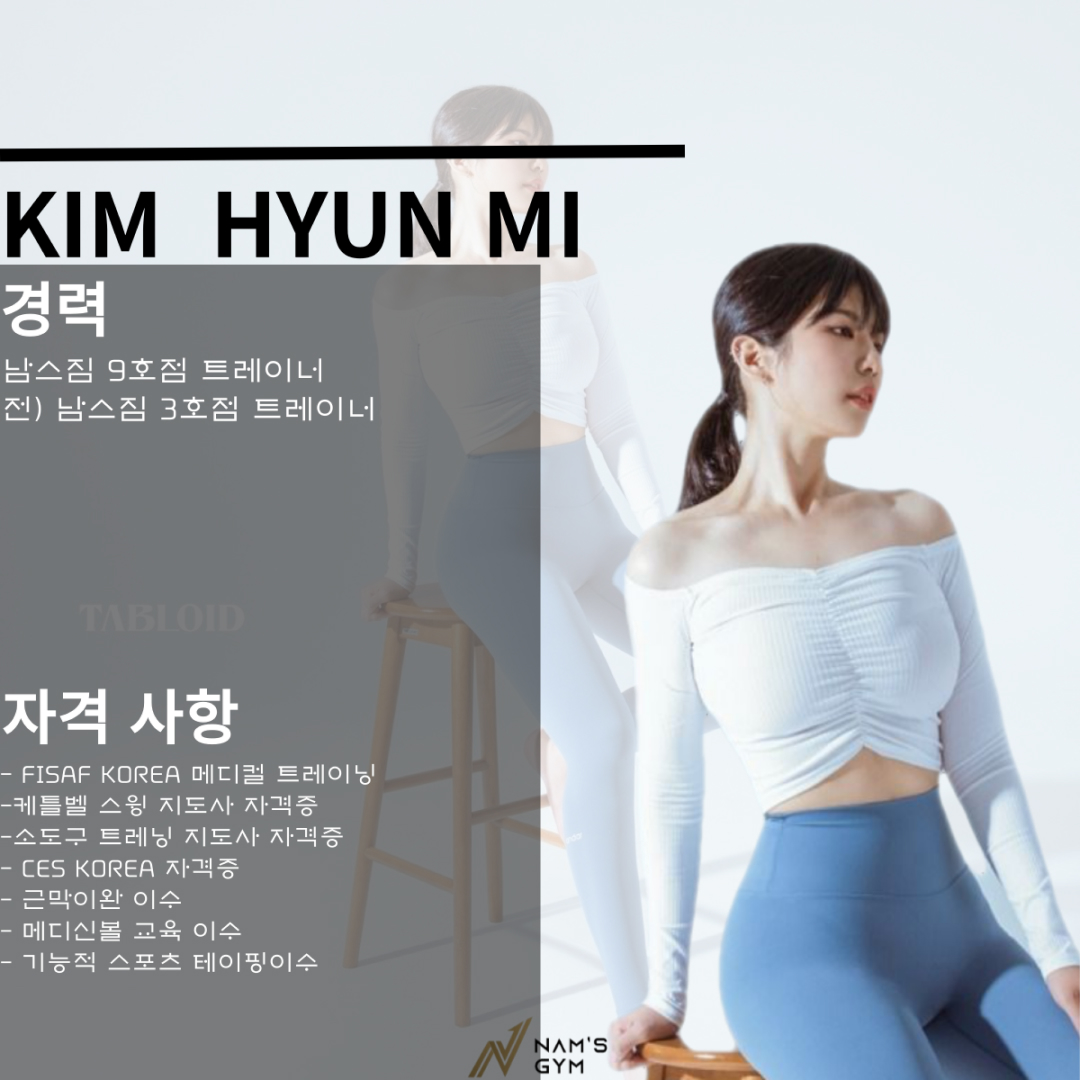 KIM HYUN MI
경력
남스짐 9호점 트레이너
전) 남스짐 3호점 트레이너
TABLOID
자격 사항
- FISAF KOREA 메디컬 트레이닝
-케틀벨 스윙 지도사 자격증
-소도구 트레닝 지도사 자격증
- CES KOREA 자격증
- 근막이완 이수
- 메디신볼 교육 이수
- 기능적 스포츠 테이핑이수
NAM'S
GYM